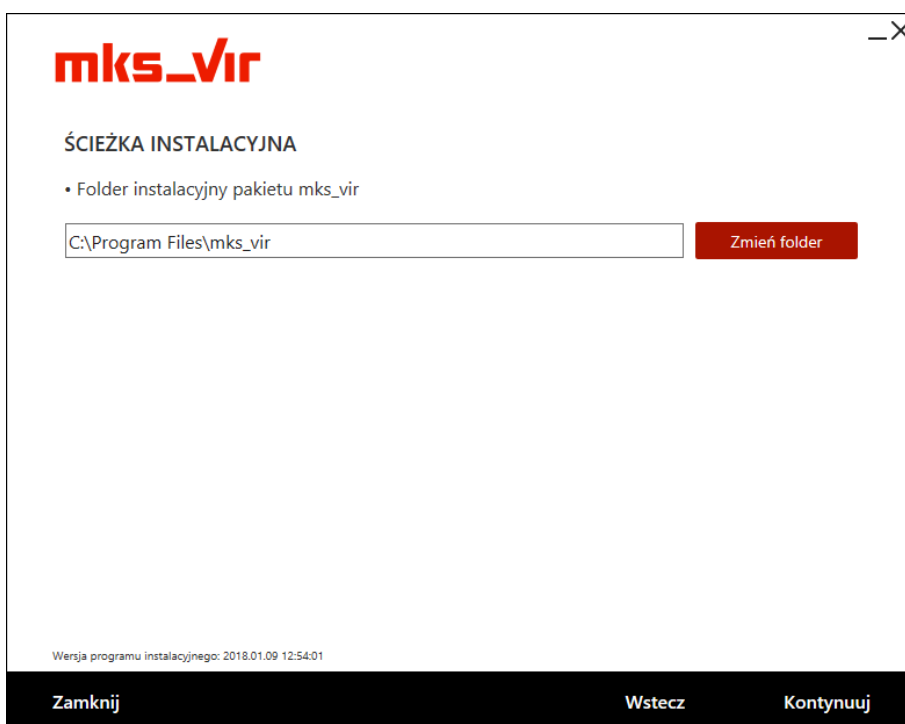 mks_vir
ŚCIEŻKA INSTALACYJNA
• Folder instalacyjny pakietu mks_vir
C:\Program Files\mks_vir
Zmień folder
Wersja programu instalacyjnego: 2018.01.09 12:54:01
Zamknij
Wstecz
Kontynuuj